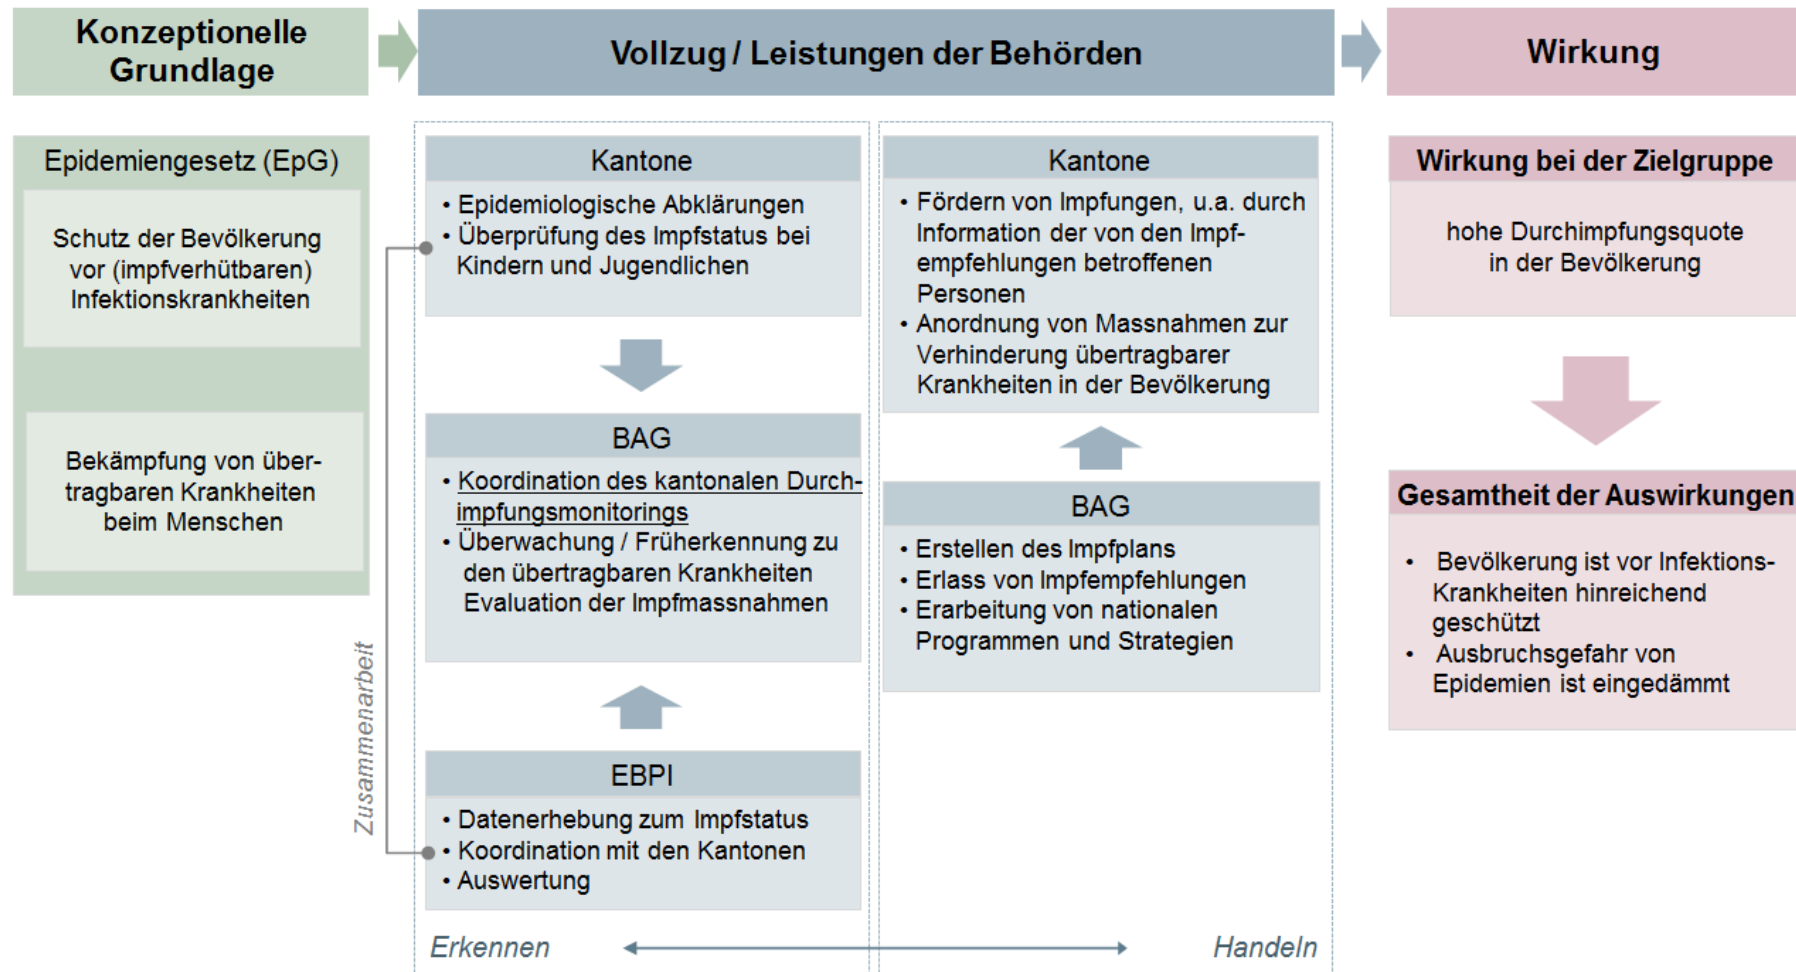 Konzeptionelle
Grundlage
Vollzug / Leistungen der Behörden
Wirkung
Epidemiengesetz (EpG)
Schutz der Bevölkerung
vor (impfverhütbaren)
Infektionskrankheiten
Bekämpfung von über-
tragbaren Krankheiten
beim Menschen
Zusammenarbeit
Kantone
• Epidemiologische Abklärungen
• Überprüfung des Impfstatus bei
Kindern und Jugendlichen
BAG
• Koordination des kantonalen Durch-
impfungsmonitorings
• Überwachung / Früherkennung zu
den übertragbaren Krankheiten
Evaluation der Impfmassnahmen
EBPI
• Datenerhebung zum Impfstatus
• Koordination mit den Kantonen
• Auswertung
Kantone
• Fördern von Impfungen, u.a. durch
Information der von den Impf-
empfehlungen betroffenen
Personen
• Anordnung von Massnahmen zur
Verhinderung übertragbarer
Krankheiten in der Bevölkerung
BAG
• Erstellen des Impfplans
• Erlass von Impfempfehlungen
• Erarbeitung von nationalen
Programmen und Strategien
Erkennen
Handeln
Wirkung bei der Zielgruppe
hohe Durchimpfungsquote
in der Bevölkerung
Gesamtheit der Auswirkungen
• Bevölkerung ist vor Infektions-
Krankheiten hinreichend
geschützt
• Ausbruchsgefahr von
Epidemien ist eingedämmt